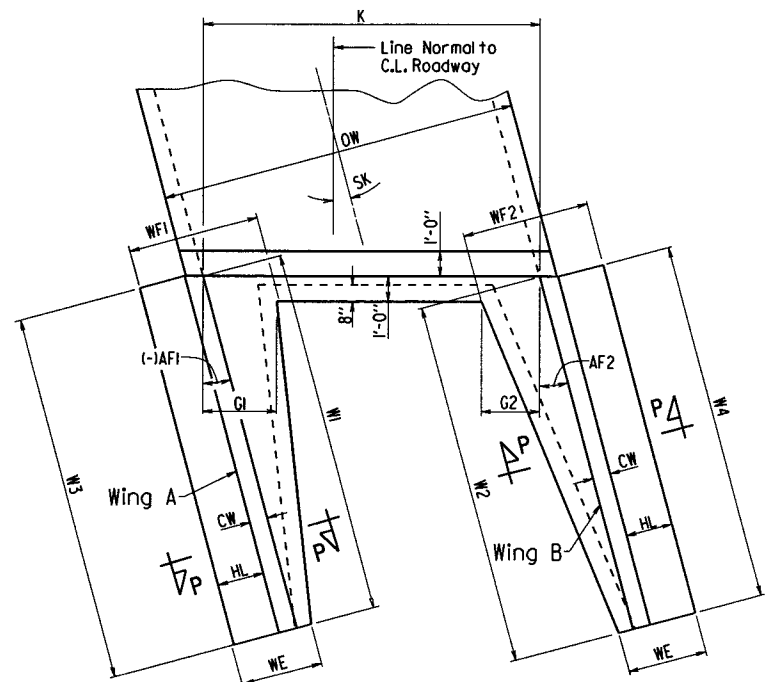 K
Line Normal to
C.L. Roadway
OW
SK
WF1
WF2
1'-0"
8"
1'-0"
(-)AF1
AF2
G1
G2
W1
W3
W2
W4
P
P
Wing A
CW
CW
Wing B
HL
HL
P
P
WE
WE